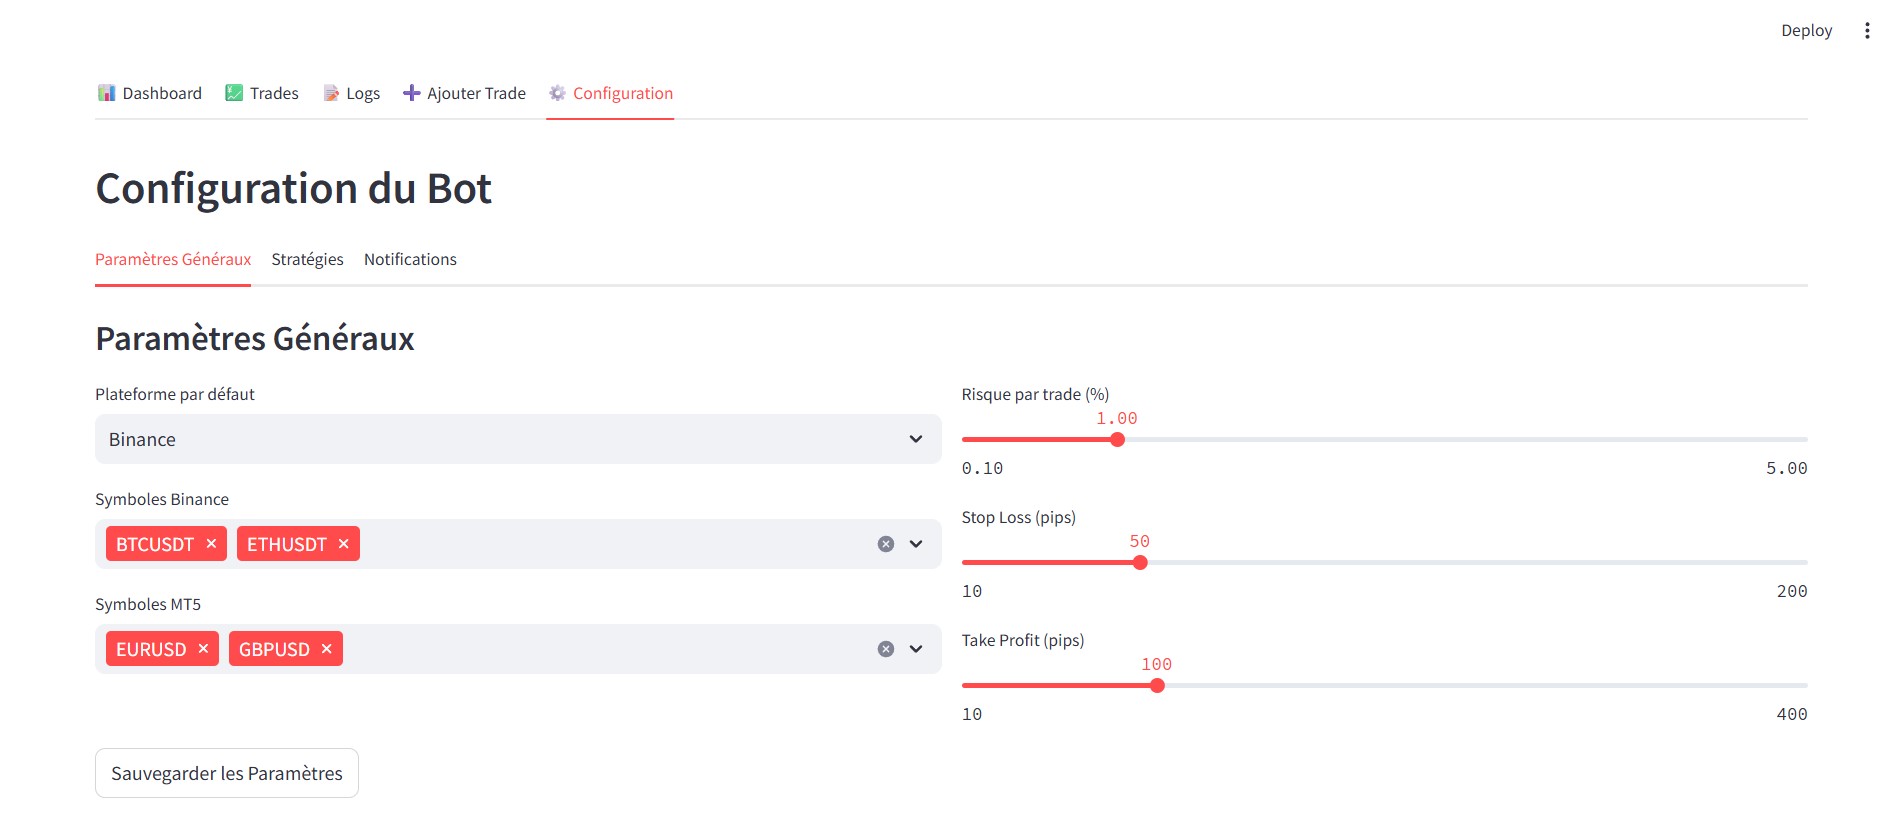 Deploy
Dashboard Trades Logs Ajouter Trade Configuration
Configuration du Bot
Paramètres Généraux Stratégies Notifications
Paramètres Généraux
Plateforme par défaut
Binance
Symboles Binance
BTCUSDT × ETHUSDT ×
Symboles MT5
EURUSD × GBPUSD ×
Risque par trade (%)
1.00
0.10 5.00
Stop Loss (pips)
50
10 200
Take Profit (pips)
100
10 400
Sauvegarder les Paramètres